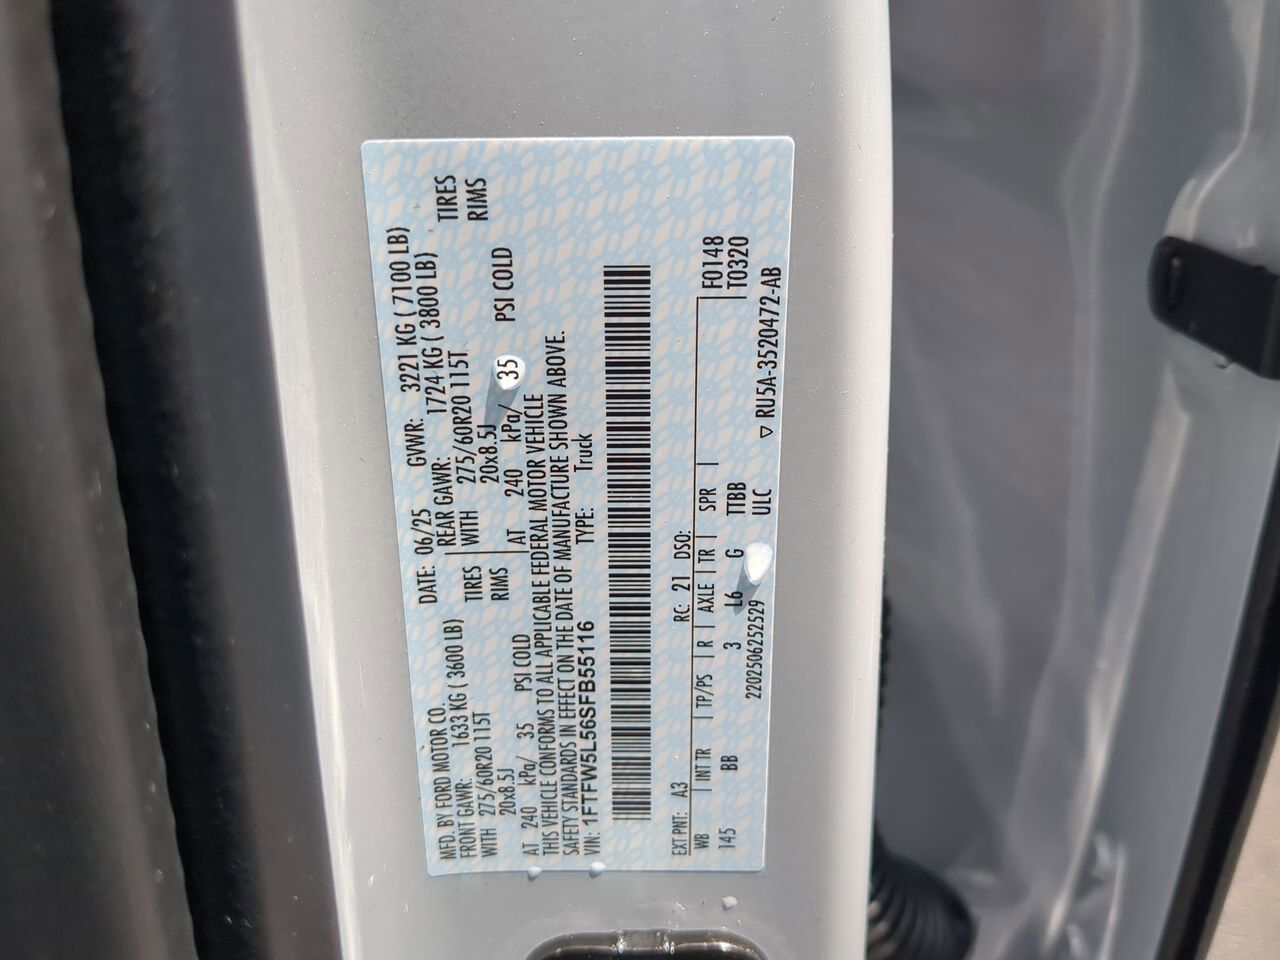 MFD. BY FORD MOTOR CO.
DATE: 06/25 GVWR: 3221 KG ( 7100 LB)
FRONT GAWR: 1633 KG ( 3600 LB) REAR GAWR: 1724 KG ( 3800 LB)
WITH 275/60R20 115T TIRES WITH 275/60R20 115T TIRES
20x8.5J RIMS 20x8.5J RIMS
AT 240 kPa/ 35 PSI COLD AT 240 kPa/ 35 PSI COLD
THIS VEHICLE CONFORMS TO ALL APPLICABLE FEDERAL MOTOR VEHICLE
SAFETY STANDARDS IN EFFECT ON THE DATE OF MANUFACTURE SHOWN ABOVE.
VIN: 1FTFW5L56SFB55116 TYPE: Truck
EXT PNT: A3 RC: 21 DSO:
WB INT TR TP/PS R AXLE TR SPR F0148
145 BB 3 L6 G TTBB T0320
2202506252529 ULC
▽ RU5A-3520472-AB